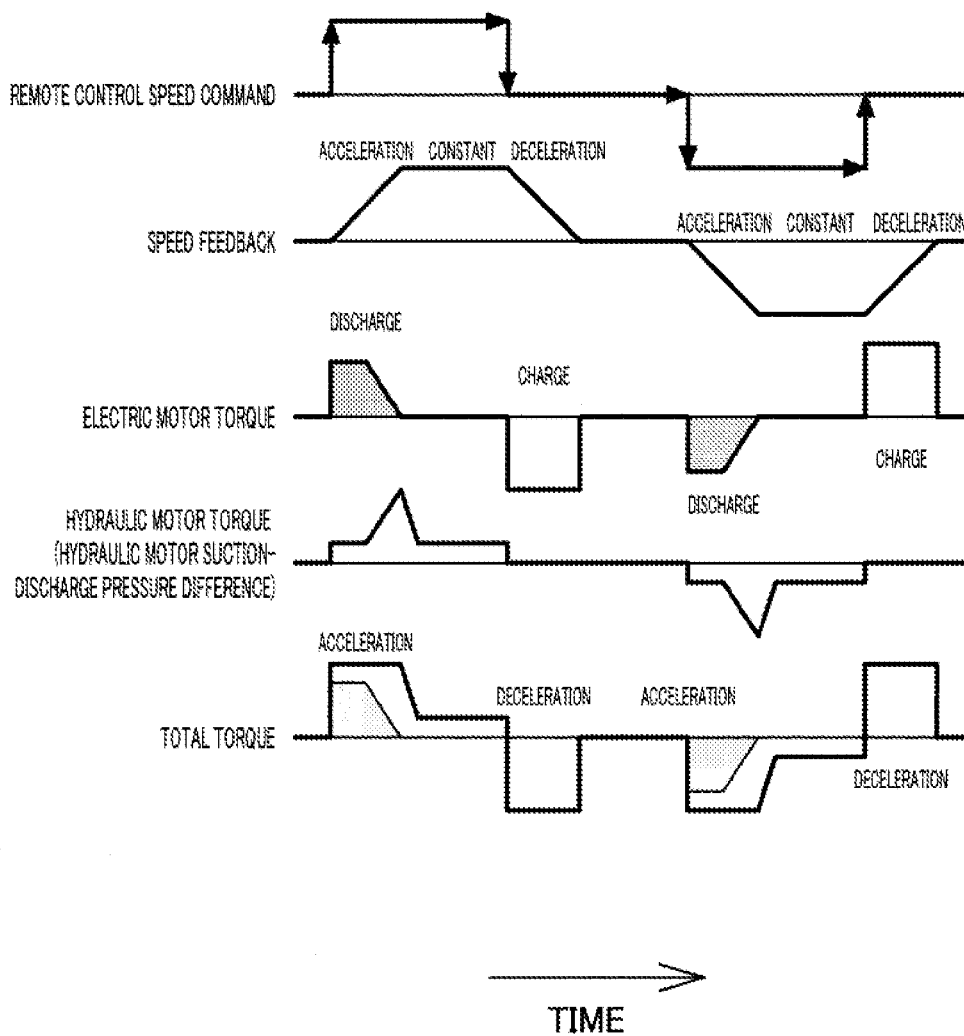 REMOTE CONTROL SPEED COMMAND
ACCELERATION CONSTANT DECELERATION
ACCELERATION CONSTANT DECELERATION
SPEED FEEDBACK
DISCHARGE
CHARGE
ELECTRIC MOTOR TORQUE
CHARGE
DISCHARGE
HYDRAULIC MOTOR TORQUE
(HYDRAULIC MOTOR SUCTION-
DISCHARGE PRESSURE DIFFERENCE)
ACCELERATION
DECELERATION
ACCELERATION
TOTAL TORQUE
DECELERATION
TIME